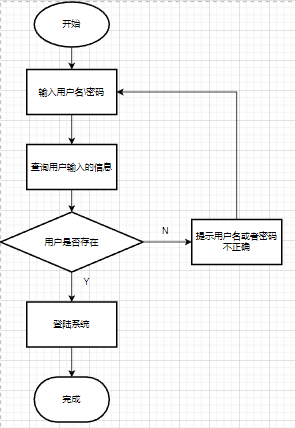 开始
输入用户名\密码
查询用户输入的信息
用户是否存在
N
提示用户名或者密码
不正确
Y
登陆系统
完成